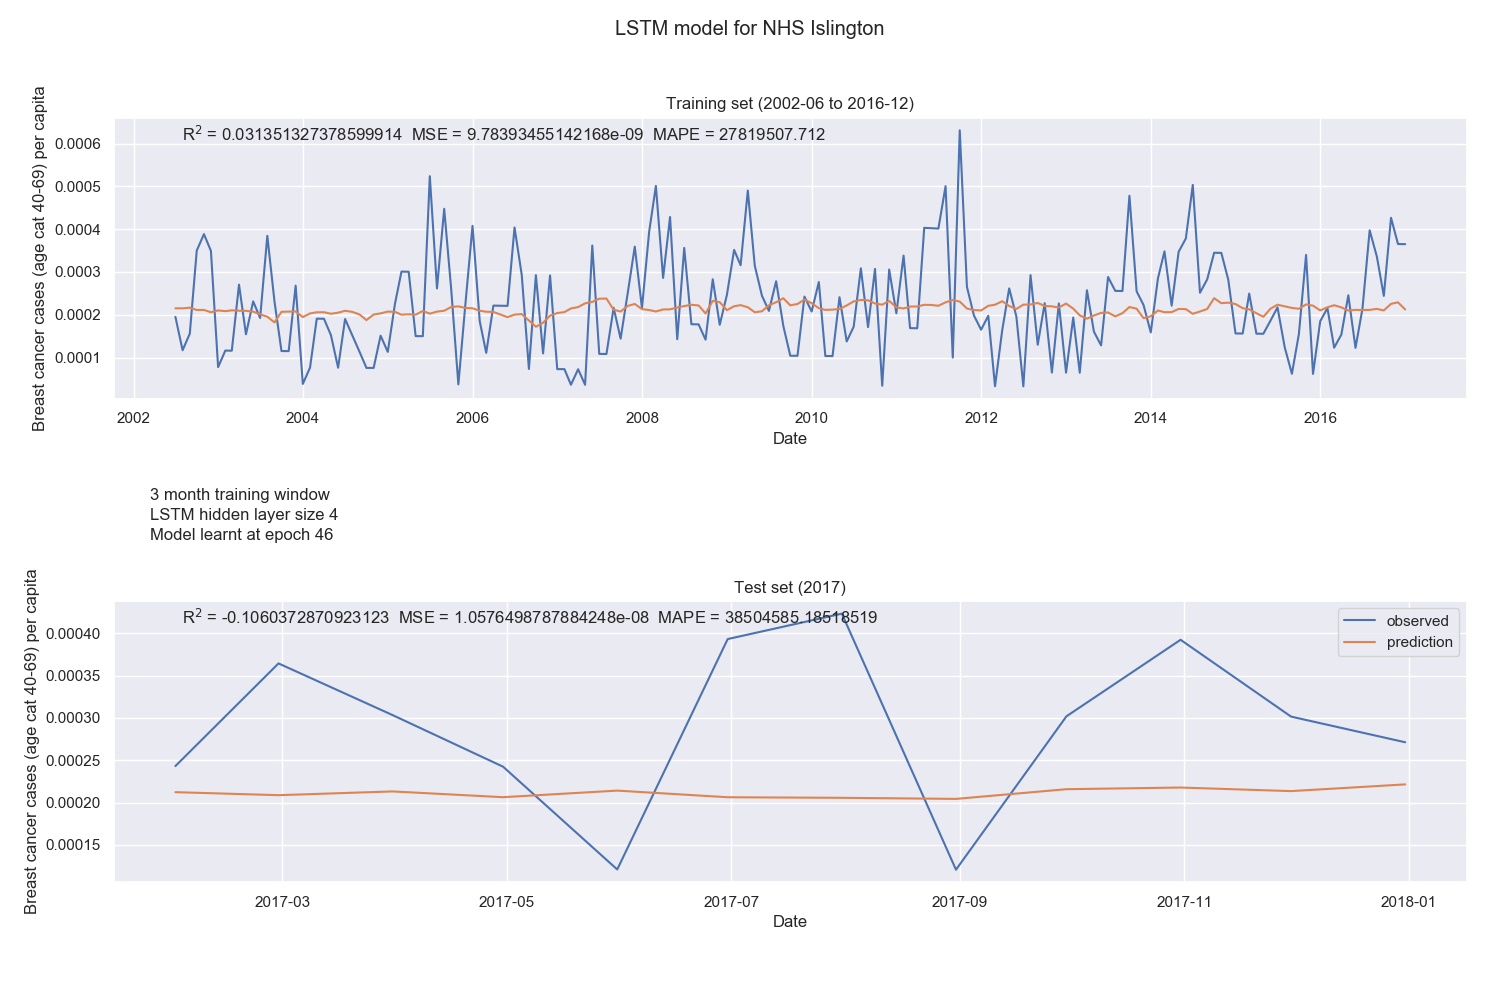 LSTM model for NHS Islington
Training set (2002-06 to 2016-12)
R2 = 0.031351327378599914 MSE = 9.78393455142168e-09 MAPE = 27819507.712
Breast cancer cases (age cat 40-69) per capita
0.0006
0.0005
0.0004
0.0003
0.0002
0.0001
2002 2004 2006 2008 2010 2012 2014 2016
Date
3 month training window
LSTM hidden layer size 4
Model learnt at epoch 46
Test set (2017)
R2 = -0.1060372870923123 MSE = 1.0576498787884248e-08 MAPE = 38504585.18518519
observed
prediction
Breast cancer cases (age cat 40-69) per capita
0.00040
0.00035
0.00030
0.00025
0.00020
0.00015
2017-03 2017-05 2017-07 2017-09 2017-11 2018-01
Date